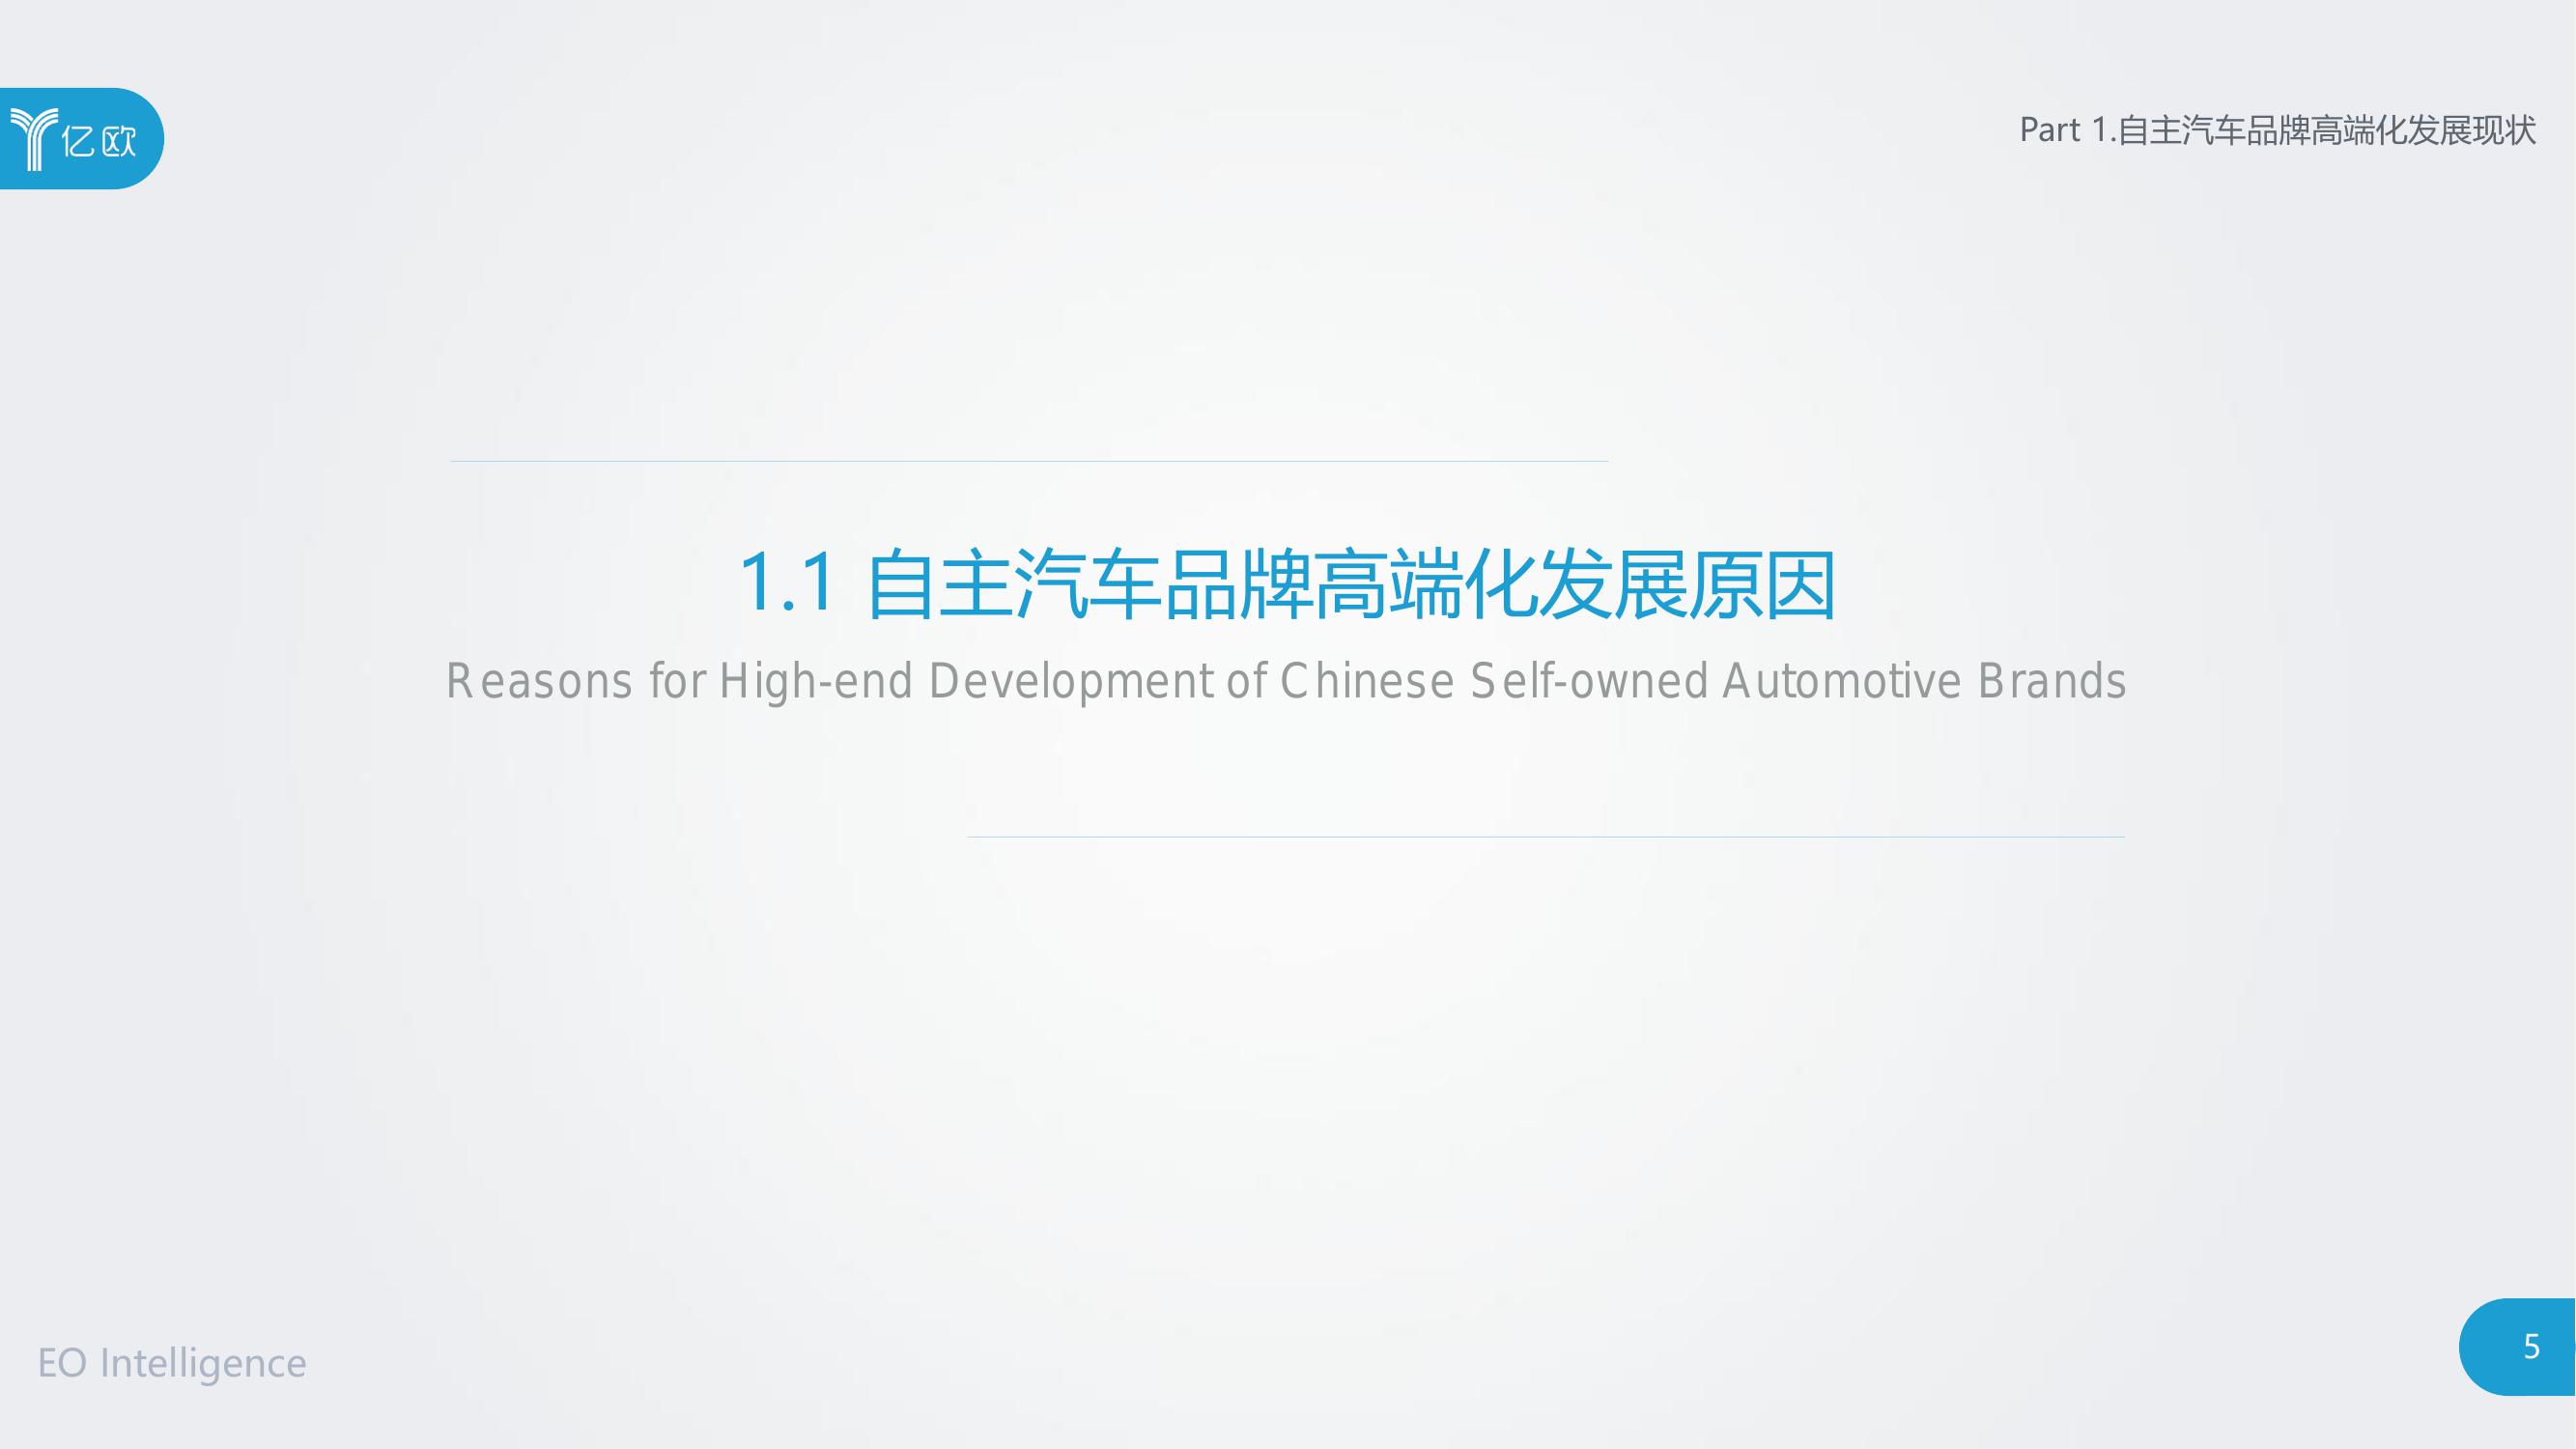 亿欧
Part 1.自主汽车品牌高端化发展现状
1.1 自主汽车品牌高端化发展原因
Reasons for High-end Development of Chinese Self-owned Automotive Brands
EO Intelligence
5